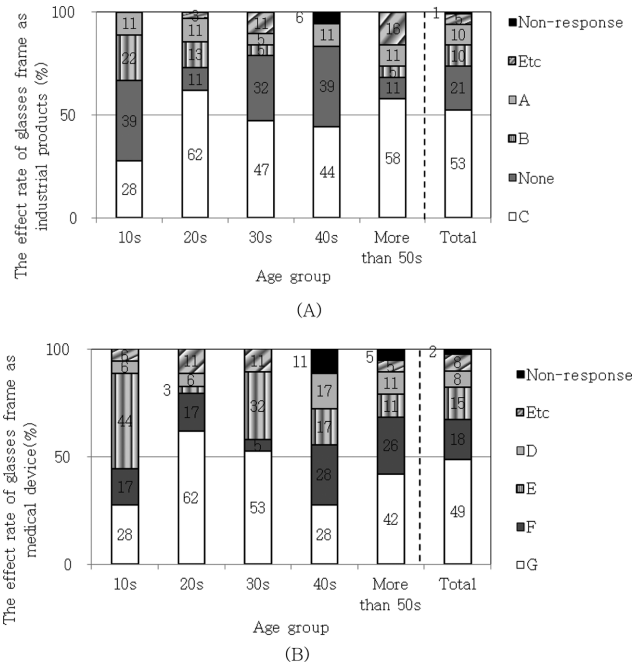 The effect rate of glasses frame as
industrial products (%)
100
50
0
11
22
39
28
3
11
13
11
62
11
5
5
32
47
6
11
39
44
16
11
5
11
58
1
5
10
10
21
53
10s
20s
30s
40s
More
than 50s
Total
Age group
Non-response
Etc
A
B
None
C
(A)
The effect rate of glasses frame as
medical device(%)
100
50
0
6
6
44
17
28
11
6
3
17
62
11
32
5
53
11
17
17
28
28
5
5
11
11
26
42
2
8
8
15
18
49
10s
20s
30s
40s
More
than 50s
Total
Age group
Non-response
Etc
D
E
F
G
(B)